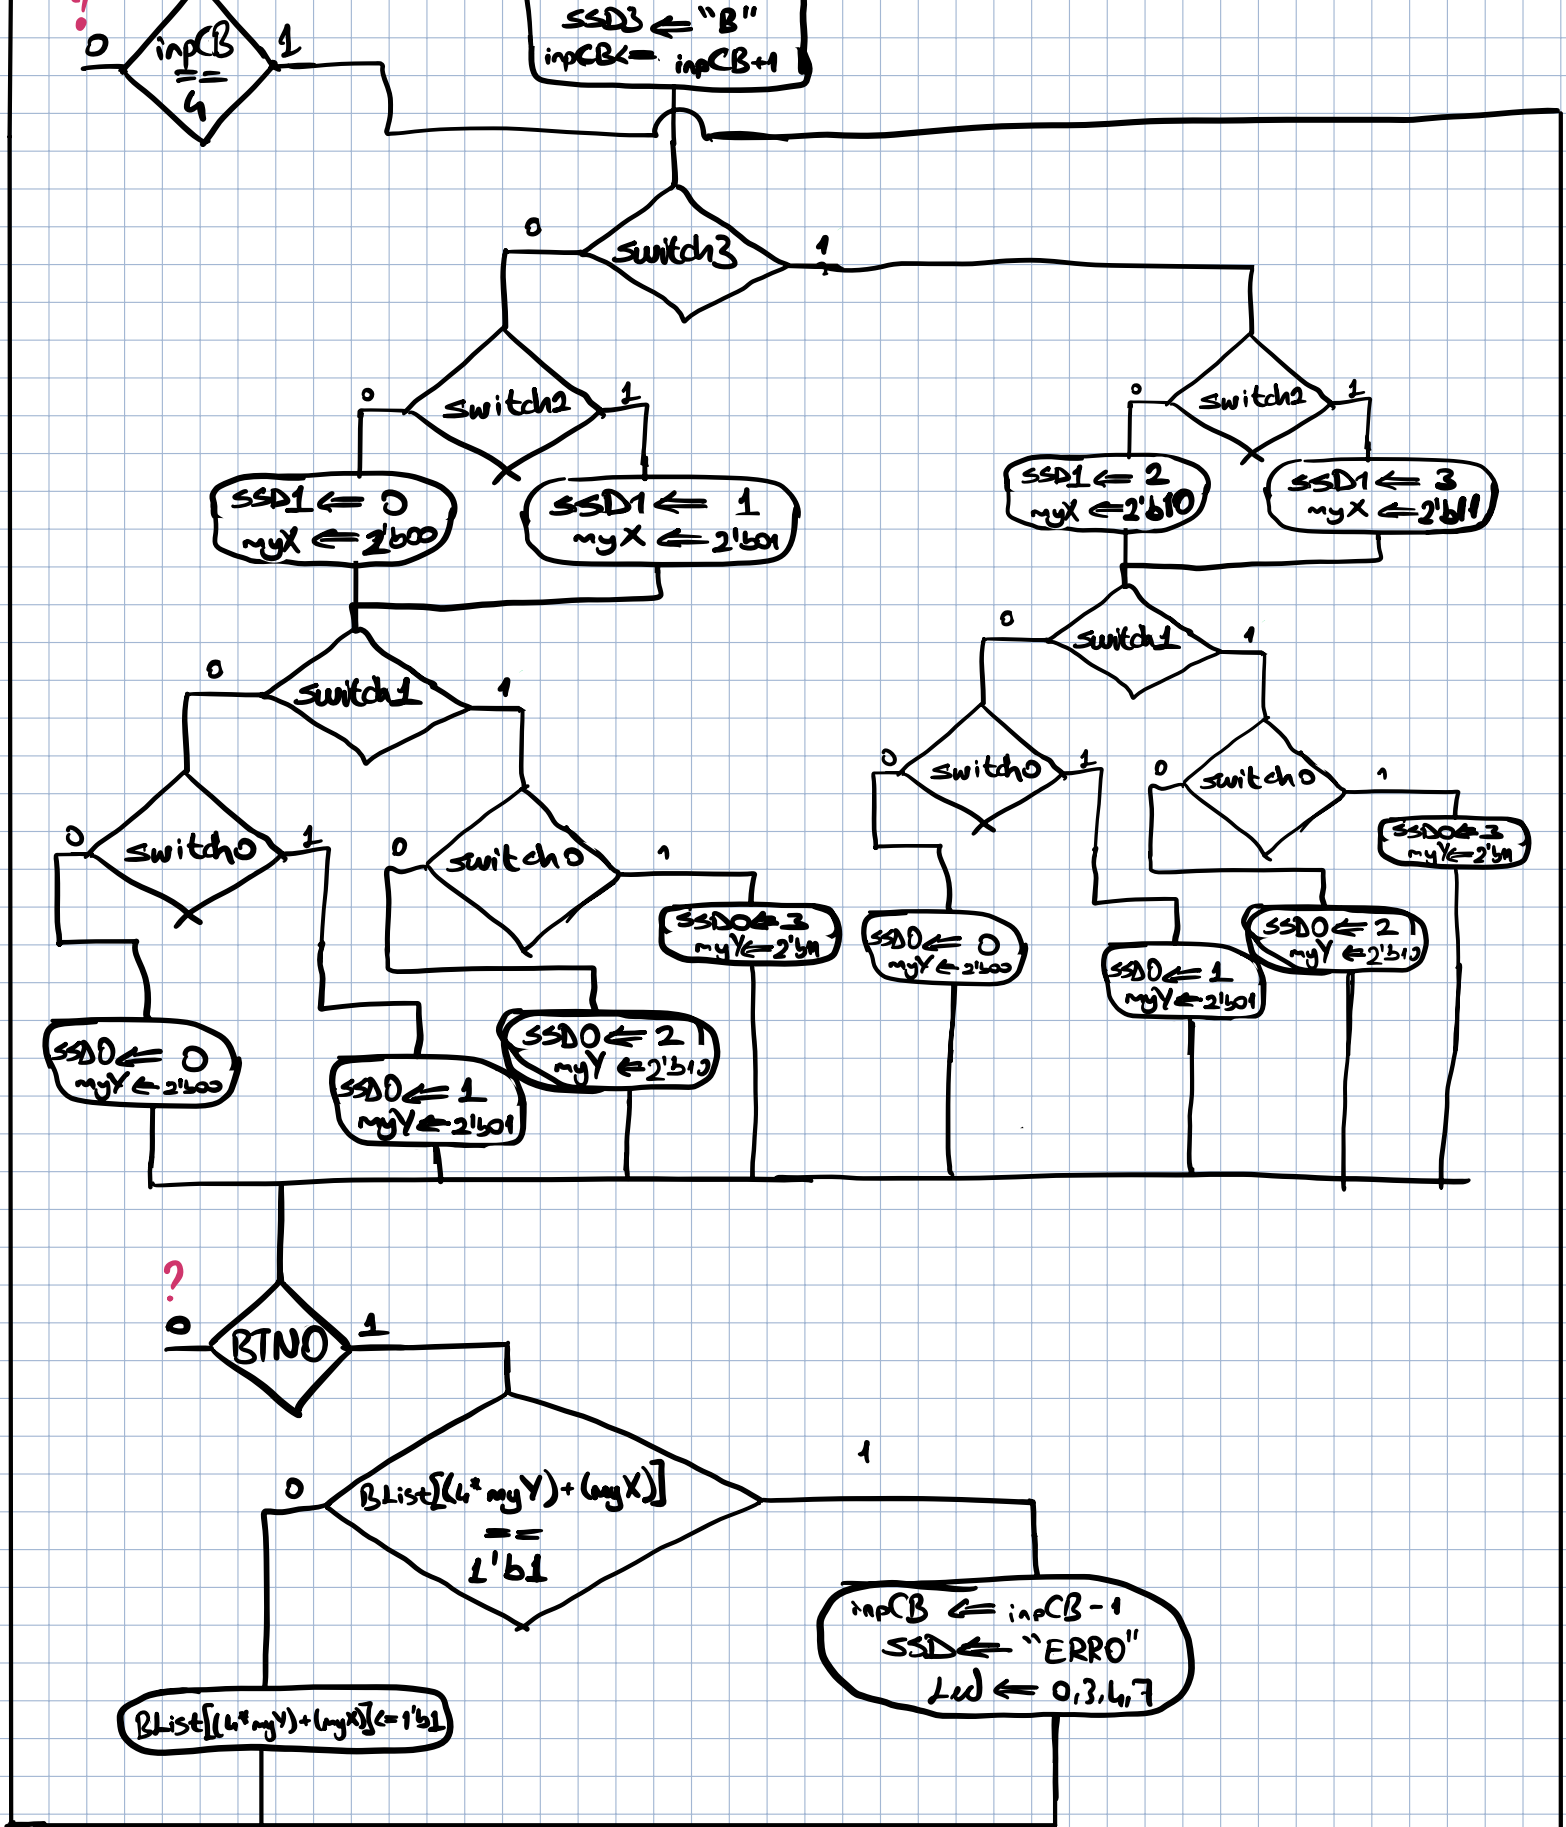 ?
0
inpCB
==
4
1
SSD3 <= "B"
inpCB<= inpCB+1
0
switch3
1
0
switch2
1
0
switch2
1
SSD1 <= 0
myX <= 2'b00
SSD1 <= 1
myX <= 2'b01
SSD1 <= 2
myX <= 2'b10
SSD1 <= 3
myX <= 2'b11
0
switch1
1
0
switch1
1
0
switch0
1
0
switch0
1
0
switch0
1
0
switch0
1
SSD0 <= 0
myY <= 2'b00
SSD0 <= 1
myY <= 2'b01
SSD0 <= 2
myY <= 2'b10
SSD0 <= 3
myY <= 2'b11
SSD0 <= 0
myY <= 2'b00
SSD0 <= 1
myY <= 2'b01
SSD0 <= 2
myY <= 2'b10
SSD0 <= 3
myY <= 2'b11
?
0
BTN0
1
0
BList[(4*myY)+(myX)]
==
1'b1
1
BList[(4*myY)+(myX)]<=1'b1
inpCB <= inpCB-1
SSD <= "ERRO"
Led <= 0,3,4,7